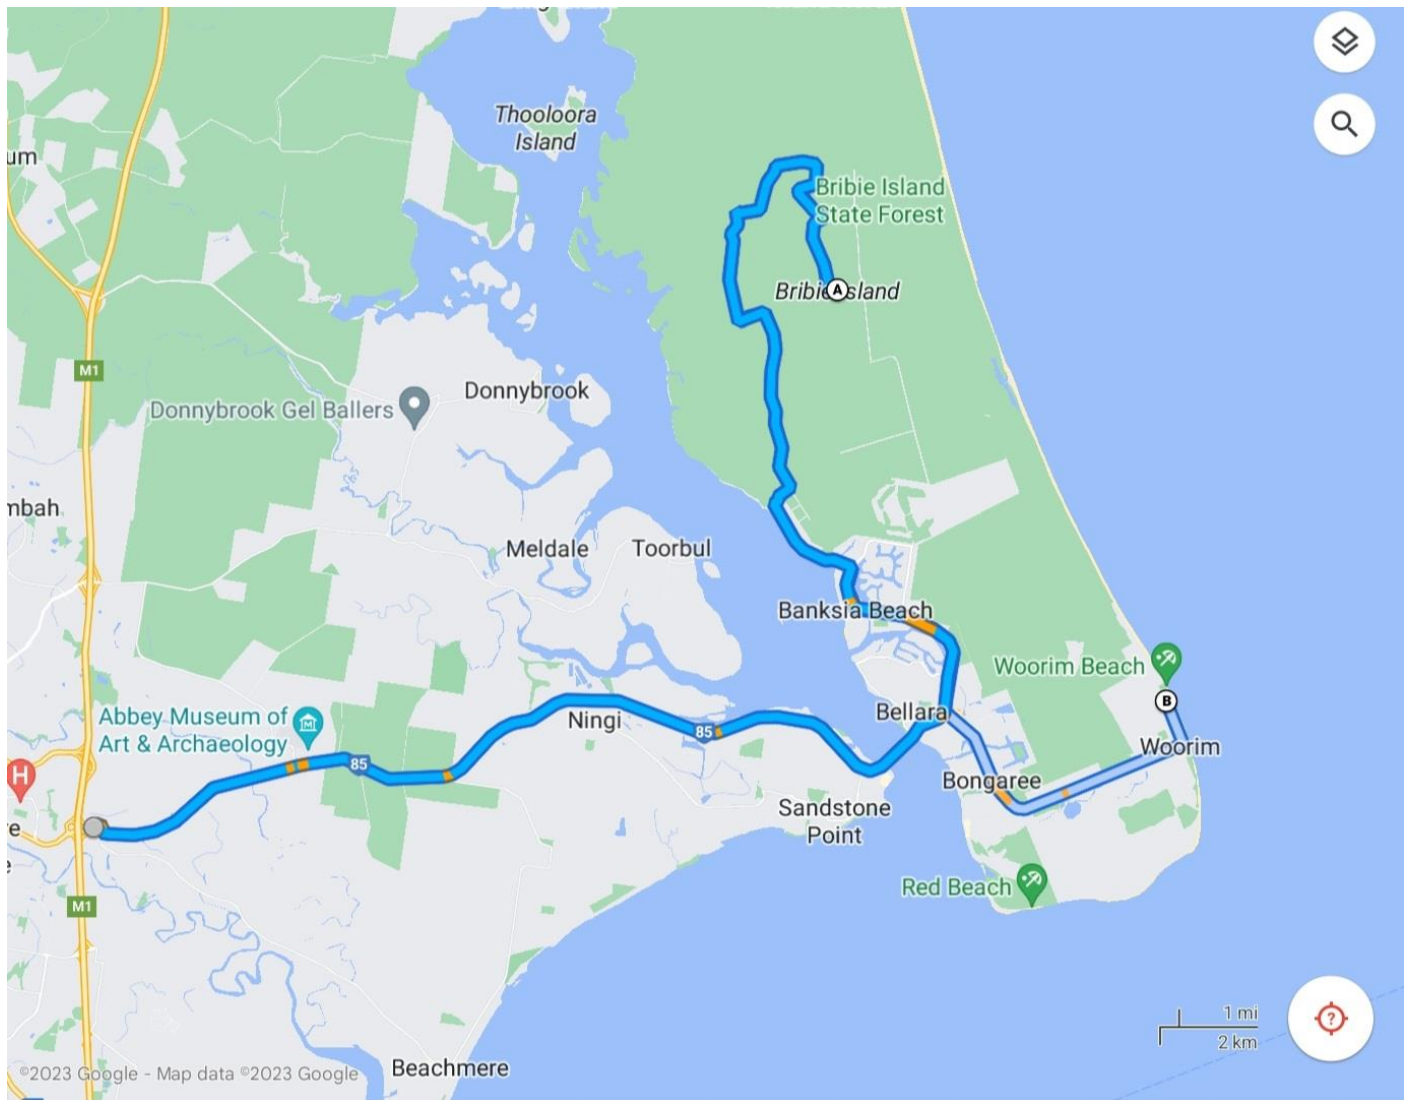 Thooloora
Island
um
Bribie Island
State Forest
A
M1
Donnybrook
Donnybrook Gel Ballers
mbah
Meldale
Toorbul
Banksia Beach
Woorim Beach
B
Abbey Museum of
Art & Archaeology
Ningi
85
Bellara
Woorim
85
H
Bongaree
Sandstone
Point
re
e
Red Beach
M1
1 mi
2 km
?
Beachmere
©2023 Google - Map data ©2023 Google